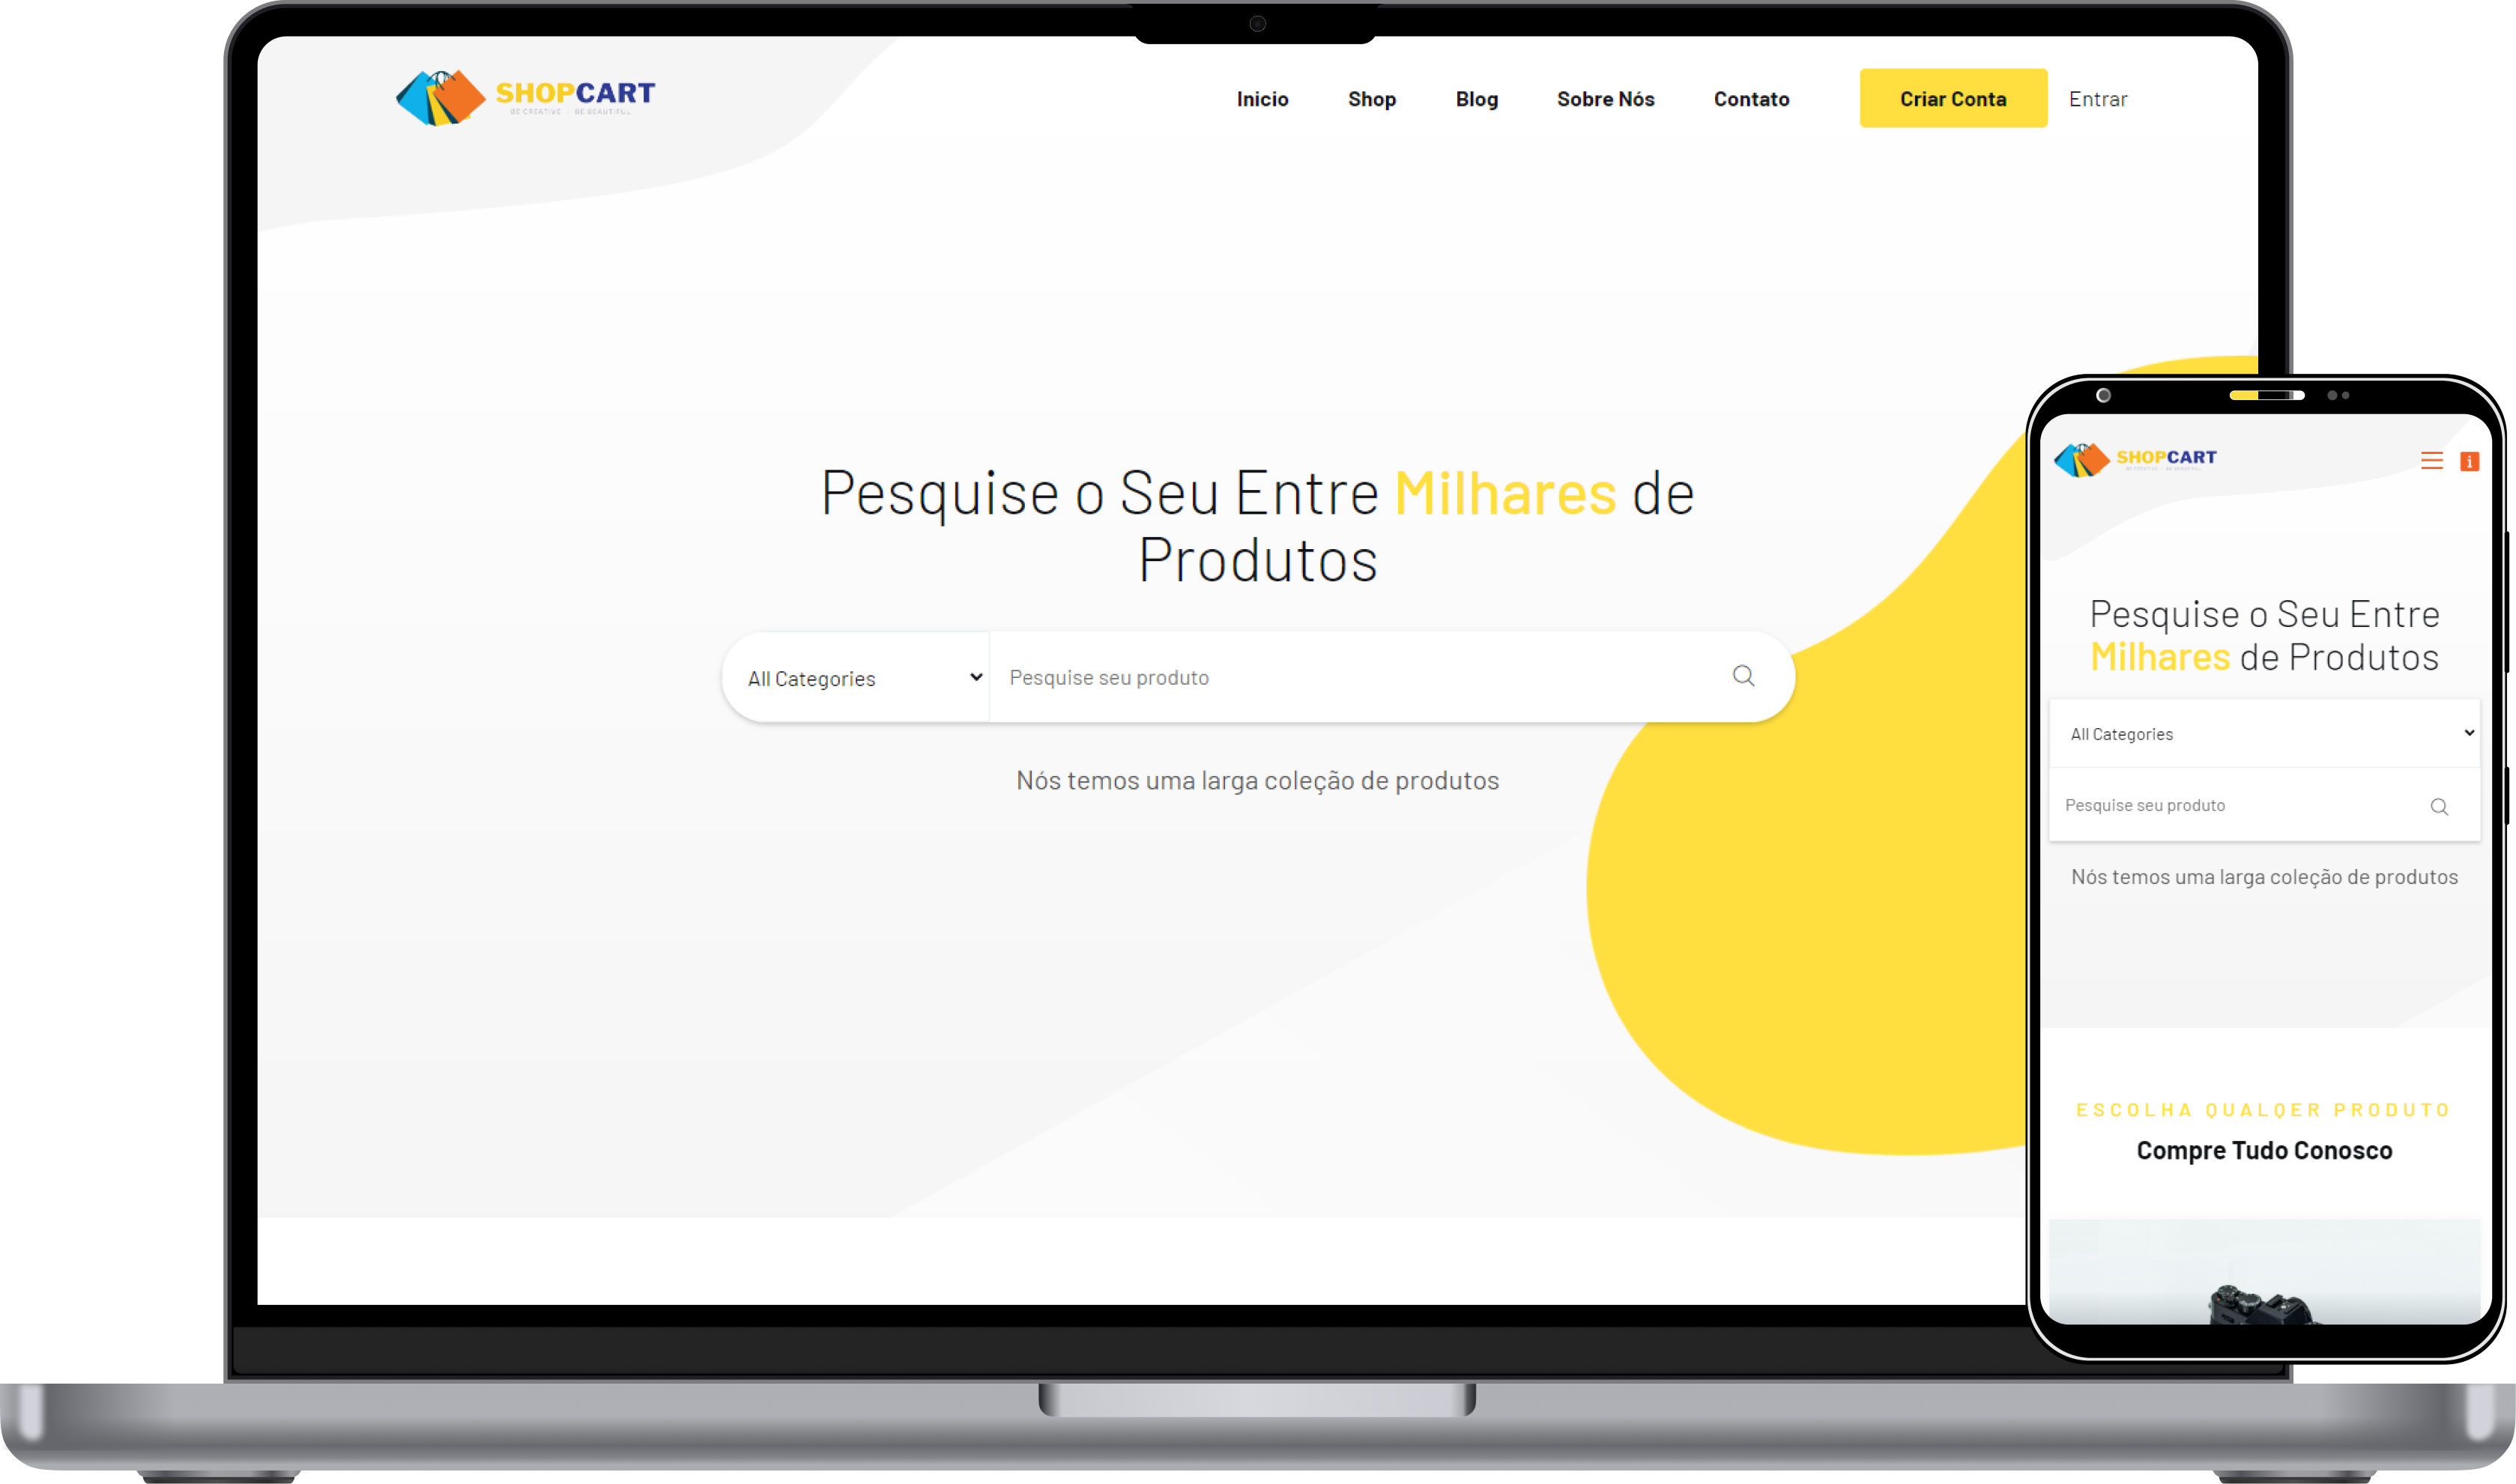 SHOPCART
BE CREATIVE BE BEAUTIFUL
Inicio Shop Blog Sobre Nós Contato Criar Conta Entrar
Pesquise o Seu Entre Milhares de
Produtos
All Categories Pesquise seu produto
Nós temos uma larga coleção de produtos
SHOPCART
Pesquise o Seu Entre
Milhares de Produtos
All Categories
Pesquise seu produto
Nós temos uma larga coleção de produtos
ESCOLHA QUALQER PRODUTO
Compre Tudo Conosco